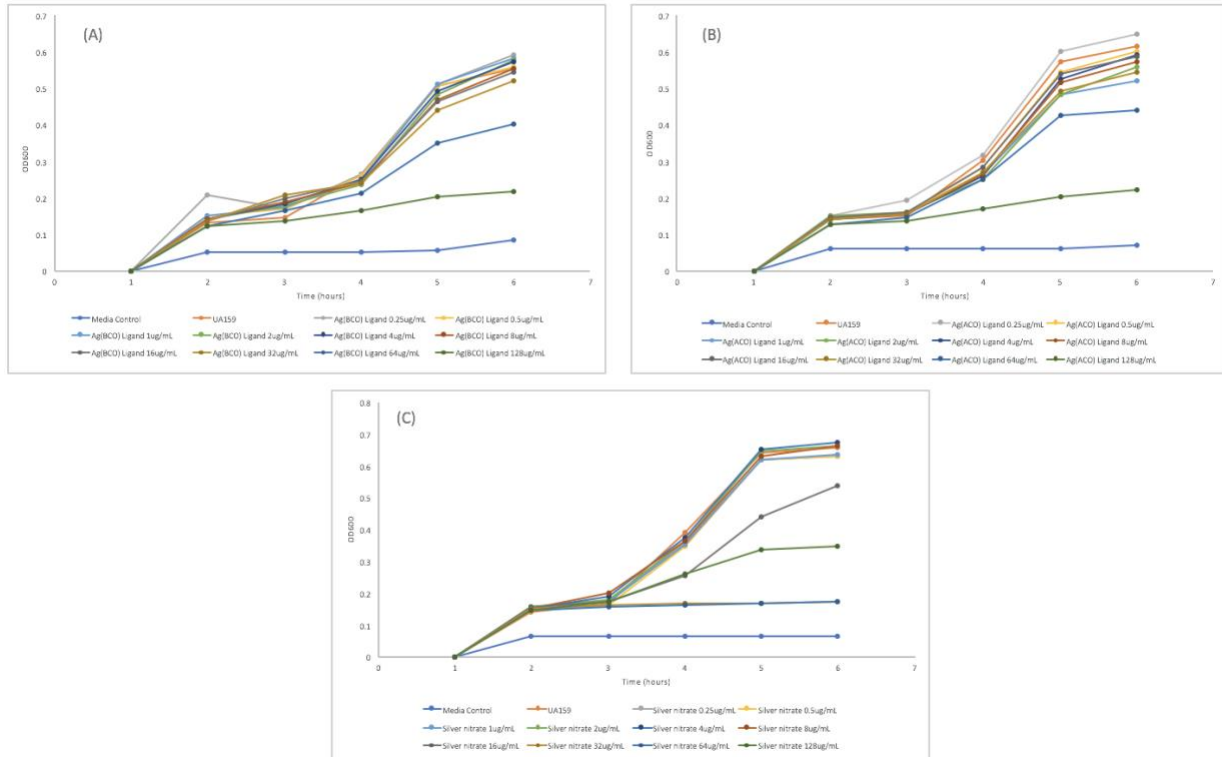 (A)
0.7
0.6
0.5
0.4
0.3
0.2
0.1
0
OD600
0 1 2 3 4 5 6 7
Time (hours)
Media Control UA159 Ag(BCO) Ligand 0.25ug/mL Ag(BCO) Ligand 0.5ug/mL
Ag(BCO) Ligand 1ug/mL Ag(BCO) Ligand 2ug/mL Ag(BCO) Ligand 4ug/mL Ag(BCO) Ligand 8ug/mL
Ag(BCO) Ligand 16ug/mL Ag(BCO) Ligand 32ug/mL Ag(BCO) Ligand 64ug/mL Ag(BCO) Ligand 128ug/mL
(B)
0.7
0.6
0.5
0.4
0.3
0.2
0.1
0
OD600
0 1 2 3 4 5 6 7
Time (hours)
Media Control UA159 Ag(ACO) Ligand 0.25ug/mL Ag(ACO) Ligand 0.5ug/mL
Ag(ACO) Ligand 1ug/mL Ag(ACO) Ligand 2ug/mL Ag(ACO) Ligand 4ug/mL Ag(ACO) Ligand 8ug/mL
Ag(ACO) Ligand 16ug/mL Ag(ACO) Ligand 32ug/mL Ag(ACO) Ligand 64ug/mL Ag(ACO) Ligand 128ug/mL
(C)
0.8
0.7
0.6
0.5
0.4
0.3
0.2
0.1
0
OD600
0 1 2 3 4 5 6 7
Time (hours)
Media Control UA159 Silver nitrate 0.25ug/mL Silver nitrate 0.5ug/mL
Silver nitrate 1ug/mL Silver nitrate 2ug/mL Silver nitrate 4ug/mL Silver nitrate 8ug/mL
Silver nitrate 16ug/mL Silver nitrate 32ug/mL Silver nitrate 64ug/mL Silver nitrate 128ug/mL